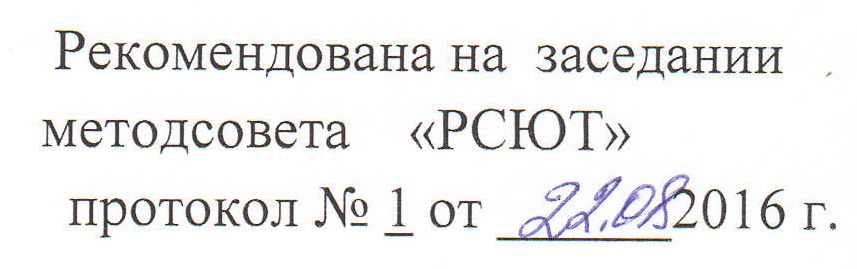 Рекомендована на заседании
методсовета «РСЮТ»
протокол № 1 от 22.08 2016 г.